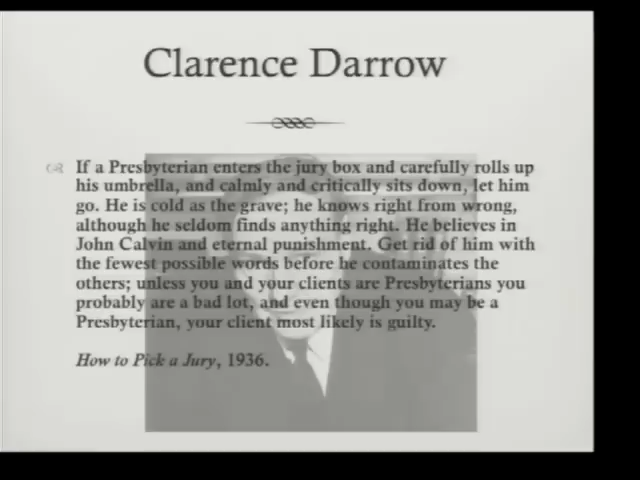 Clarence Darrow
If a Presbyterian enters the jury box and carefully rolls up
his umbrella, and calmly and critically sits down, let him
go. He is cold as the grave; he knows right from wrong,
although he seldom finds anything right. He believes in
John Calvin and eternal punishment. Get rid of him with
the fewest possible words before he contaminates the
others; unless you and your clients are Presbyterians you
probably are a bad lot, and even though you may be a
Presbyterian, your client most likely is guilty.
How to Pick a Jury, 1936.